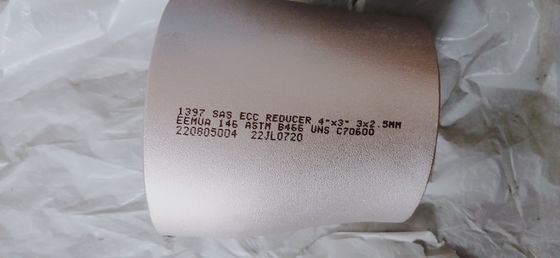 1397 SAS ECC REDUCER 4"x3" 3x2.5MM
EEMUA 146 ASTM B466 UNS C70600
220805004 22JL0720